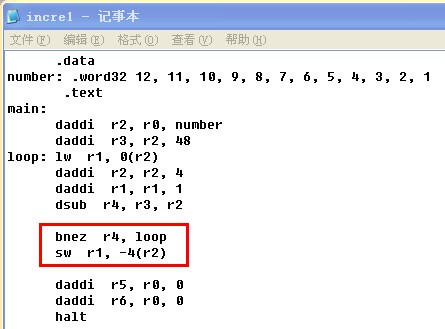 incre1 - 记事本
文件(F) 编辑(E) 格式(O) 查看(V) 帮助(H)
.data
number: .word32 12, 11, 10, 9, 8, 7, 6, 5, 4, 3, 2, 1
.text
main:
daddi r2, r0, number
daddi r3, r2, 48
loop: lw r1, 0(r2)
daddi r2, r2, 4
daddi r1, r1, 1
dsub r4, r3, r2
bnez r4, loop
sw r1, -4(r2)
daddi r5, r0, 0
daddi r6, r0, 0
halt